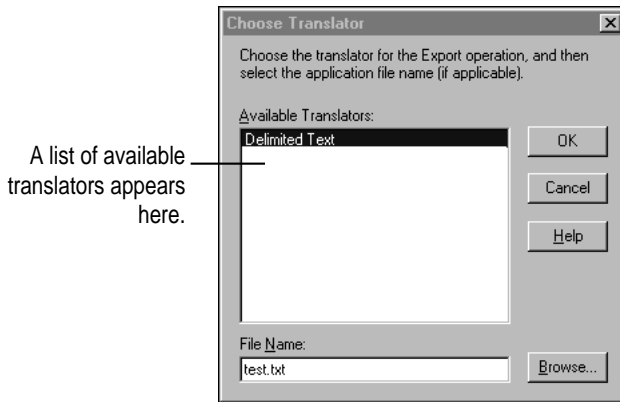 Choose Translator
Choose the translator for the Export operation, and then
select the application file name (if applicable).
Available Translators:
Delimited Text
OK
Cancel
Help
A list of available
translators appears
here.
File Name:
test.txt
Browse...